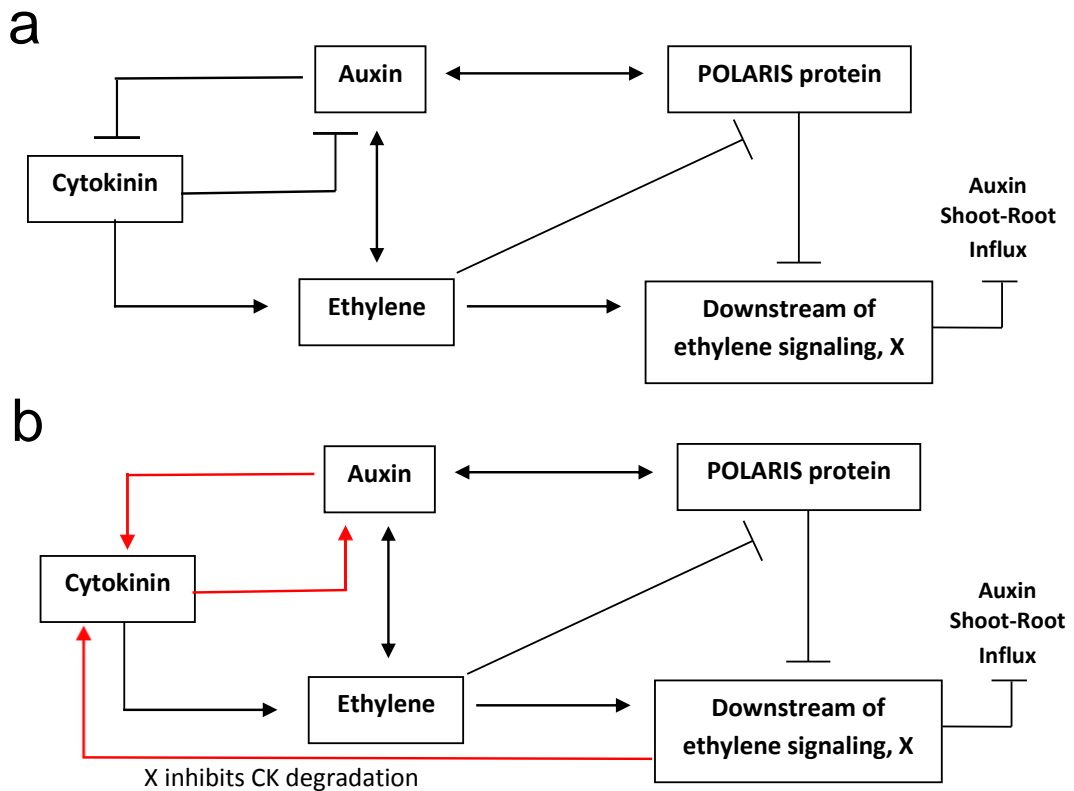 a
Auxin
POLARIS protein
Cytokinin
Auxin
Shoot-Root
Influx
Ethylene
Downstream of
ethylene signaling, X
b
Auxin
POLARIS protein
Cytokinin
Auxin
Shoot-Root
Influx
Ethylene
Downstream of
ethylene signaling, X
X inhibits CK degradation